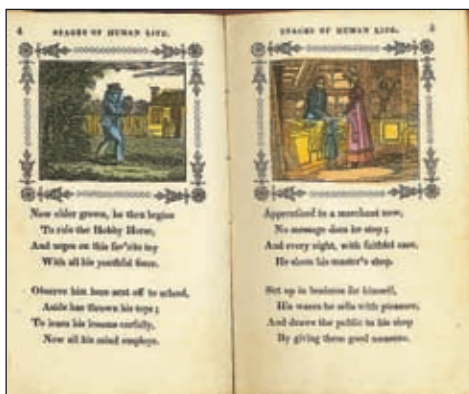 4 STAGES OF HUMAN LIFE.
Now older grown, he then begins
To ride the Hobby Horse,
And urges on this fav'rite toy
With all his youthful force.
Observe him here sent off to school,
Aside has thrown his toys;
To learn his lessons carefully,
Now all his mind employs.
STAGES OF HUMAN LIFE. 5
Apprenticed to a merchant now,
No message does he stop;
And every night, with faithful care,
He shuts his master's shop.
Set up in business for himself,
His wares he sells with pleasure,
And draws the public to his shop
By giving them good measure.